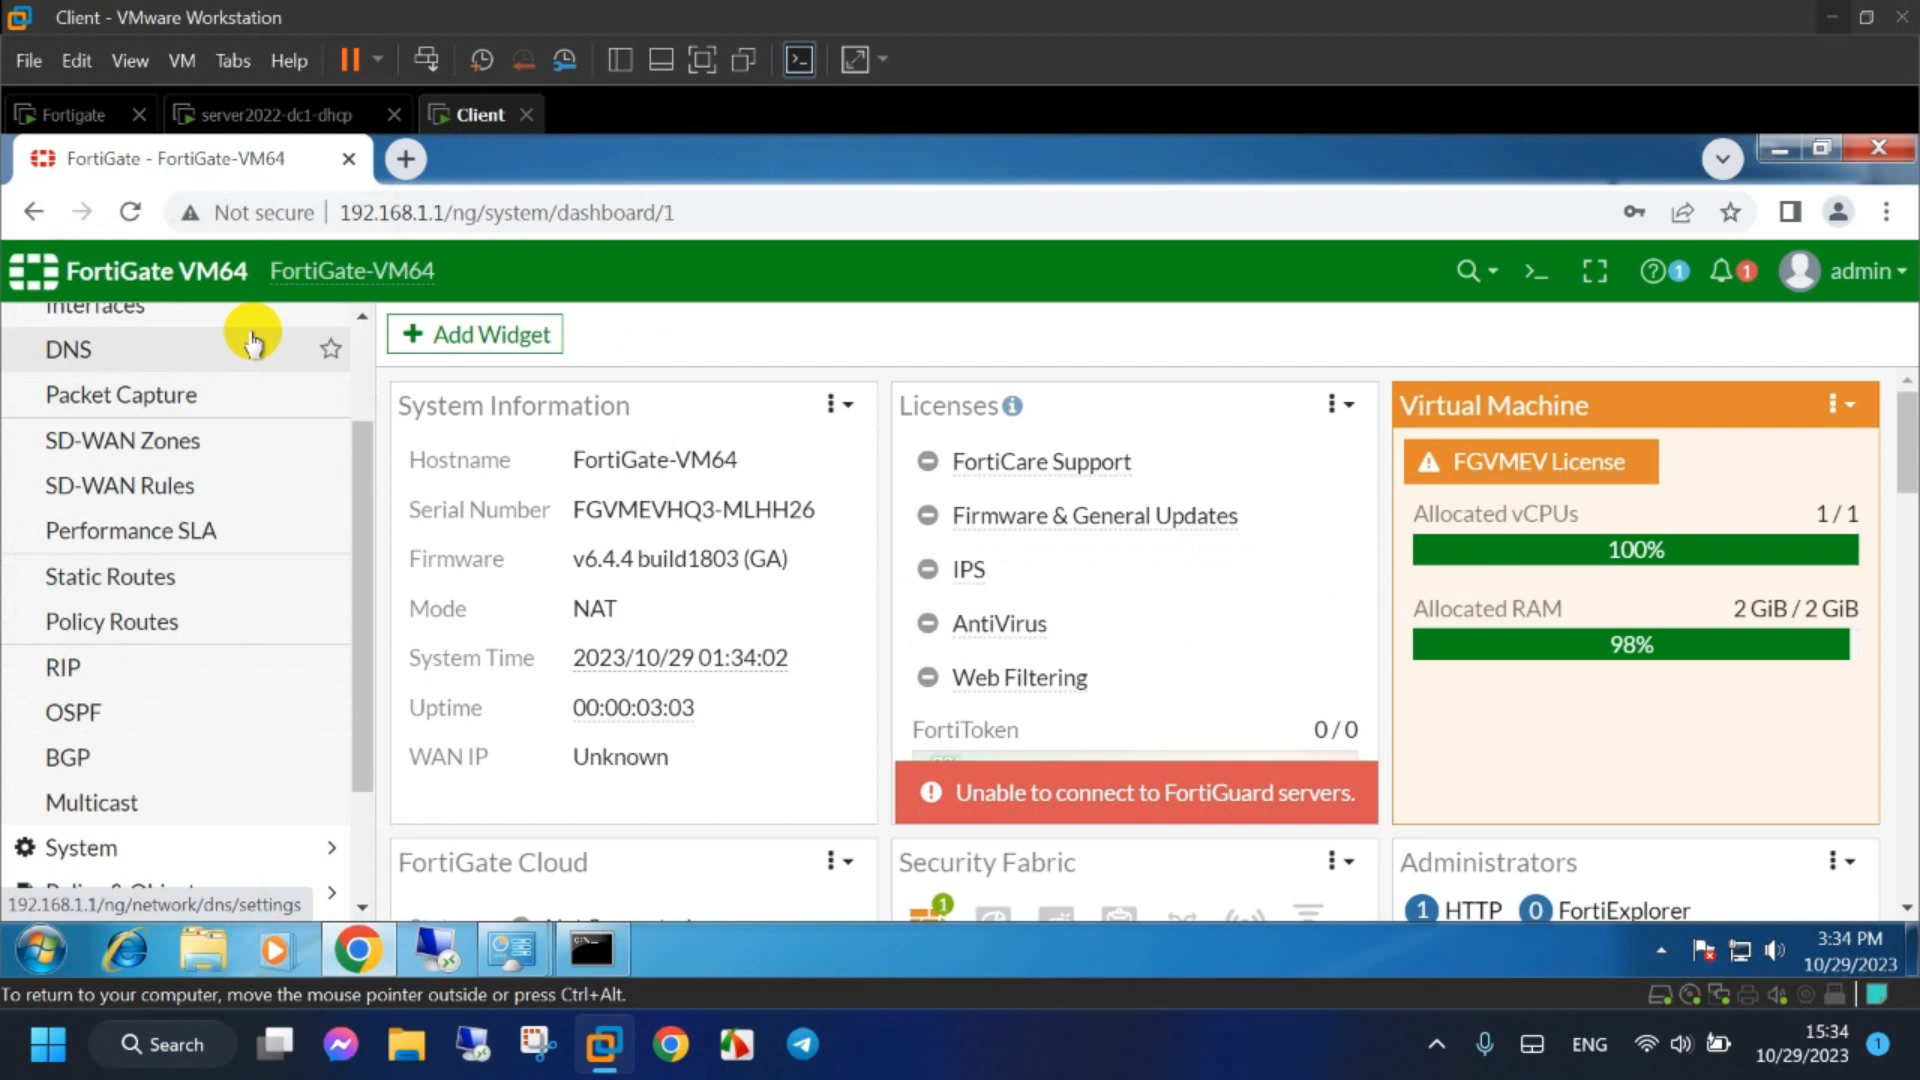 Client - VMware Workstation
File Edit View VM Tabs Help
Fortigate server2022-dc1-dhcp Client
FortiGate - FortiGate-VM64
Not secure 192.168.1.1/ng/system/dashboard/1
FortiGate VM64 FortiGate-VM64 1 1 admin
Interfaces
DNS
Packet Capture
SD-WAN Zones
SD-WAN Rules
Performance SLA
Static Routes
Policy Routes
RIP
OSPF
BGP
Multicast
System
192.168.1.1/ng/network/dns/settings
Add Widget
System Information
Hostname FortiGate-VM64
Serial Number FGVMEVHQ3-MLHH26
Firmware v6.4.4 build1803 (GA)
Mode NAT
System Time 2023/10/29 01:34:02
Uptime 00:00:03:03
WAN IP Unknown
Licenses
FortiCare Support
Firmware & General Updates
IPS
AntiVirus
Web Filtering
FortiToken 0 / 0
Unable to connect to FortiGuard servers.
Virtual Machine
FGVMEV License
Allocated vCPUs 1 / 1
100%
Allocated RAM 2 GiB / 2 GiB
98%
FortiGate Cloud
Security Fabric
1
Administrators
1 HTTP 0 FortiExplorer
3:34 PM
10/29/2023
To return to your computer, move the mouse pointer outside or press Ctrl+Alt.
Search
ENG
15:34
10/29/2023
1